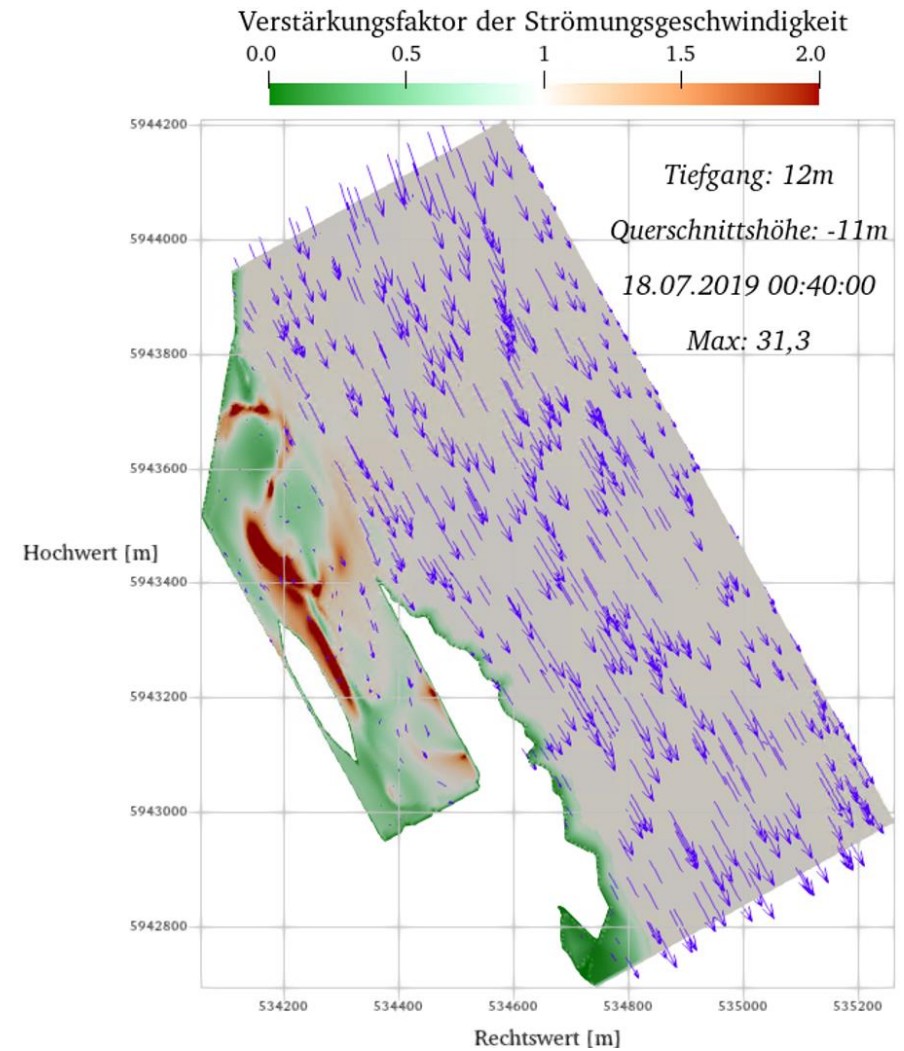 Verstärkungsfaktor der Strömungsgeschwindigkeit
0.0 0.5 1 1.5 2.0
5944200
Tiefgang: 12m
Querschnittshöhe: -11m
5944000
18.07.2019 00:40:00
Max: 31,3
5943800
5943600
Hochwert [m]
5943400
5943200
5943000
5942800
534200 534400 534600 534800 535000 535200
Rechtswert [m]